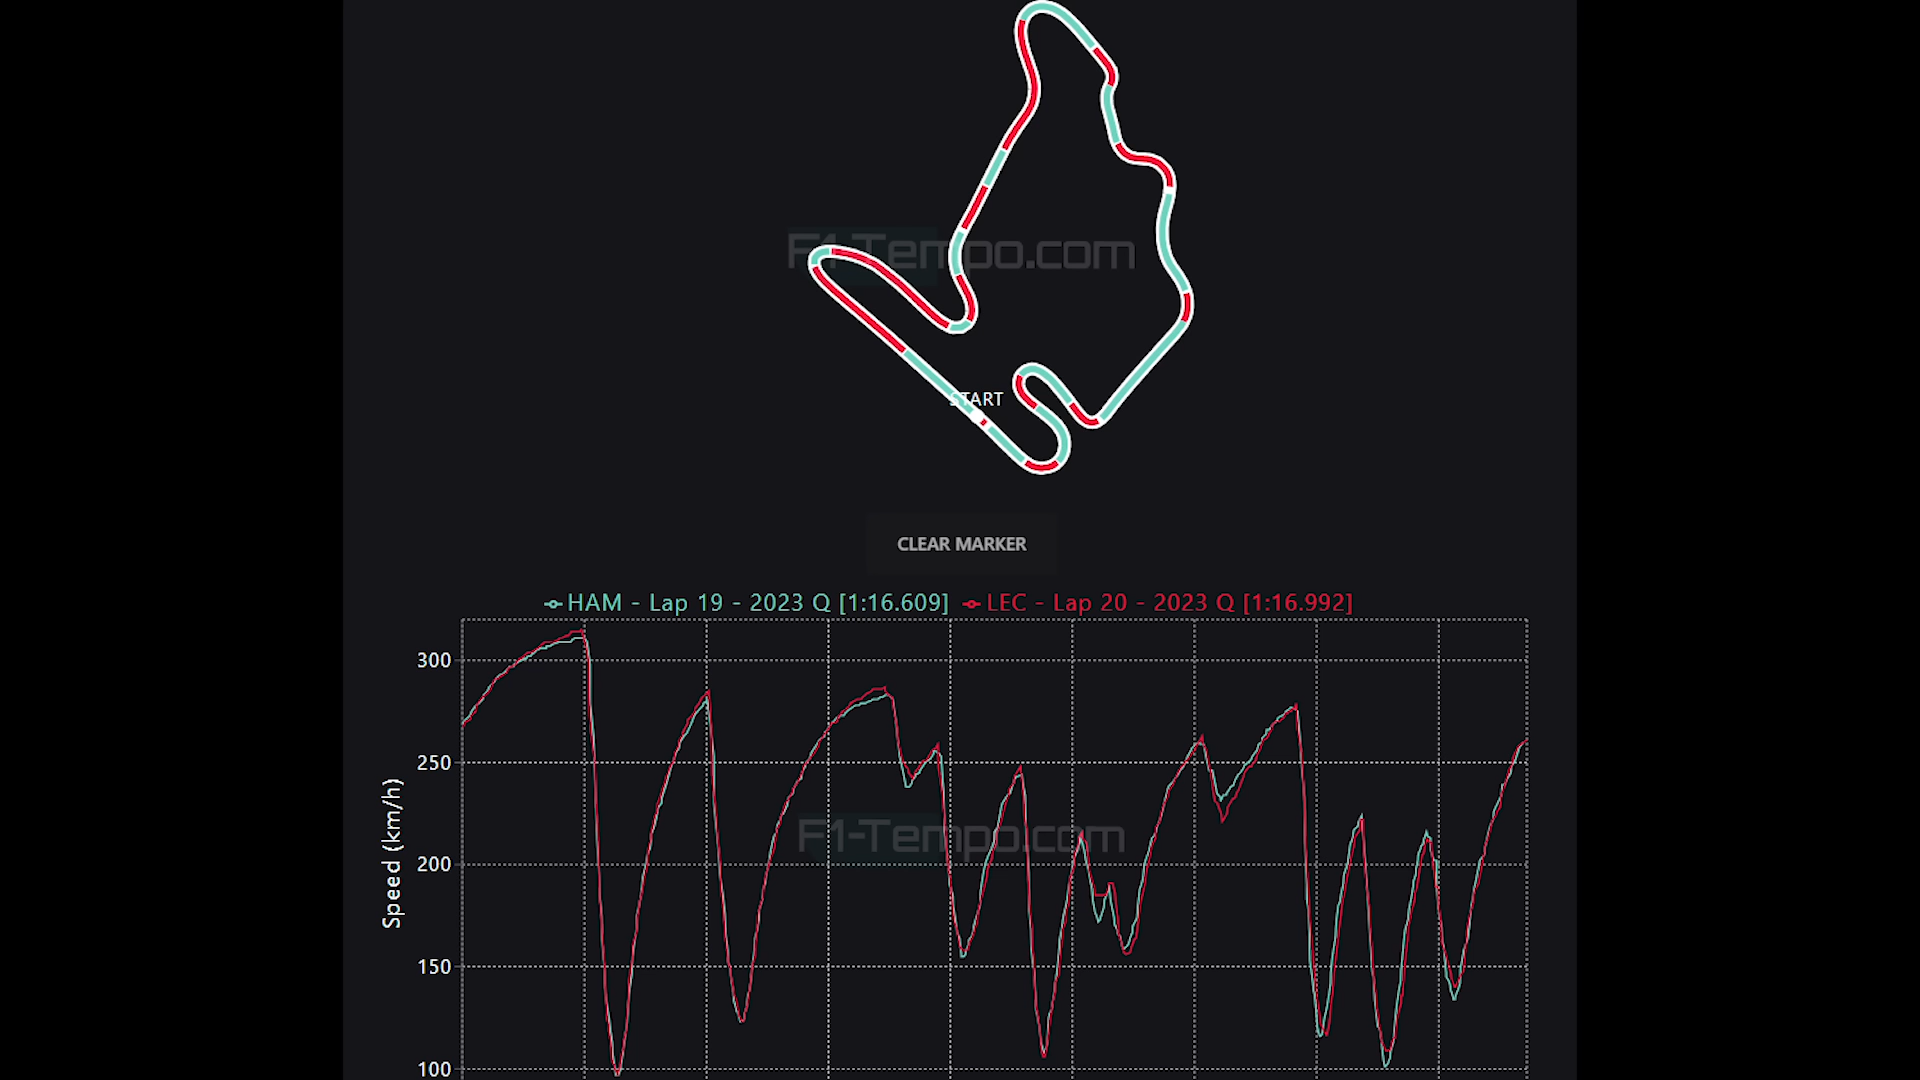 F1-Tempo.com
START
CLEAR MARKER
HAM - Lap 19 - 2023 Q [1:16.609] LEC - Lap 20 - 2023 Q [1:16.992]
300
250
F1-Tempo.com
200
150
100
Speed (km/h)